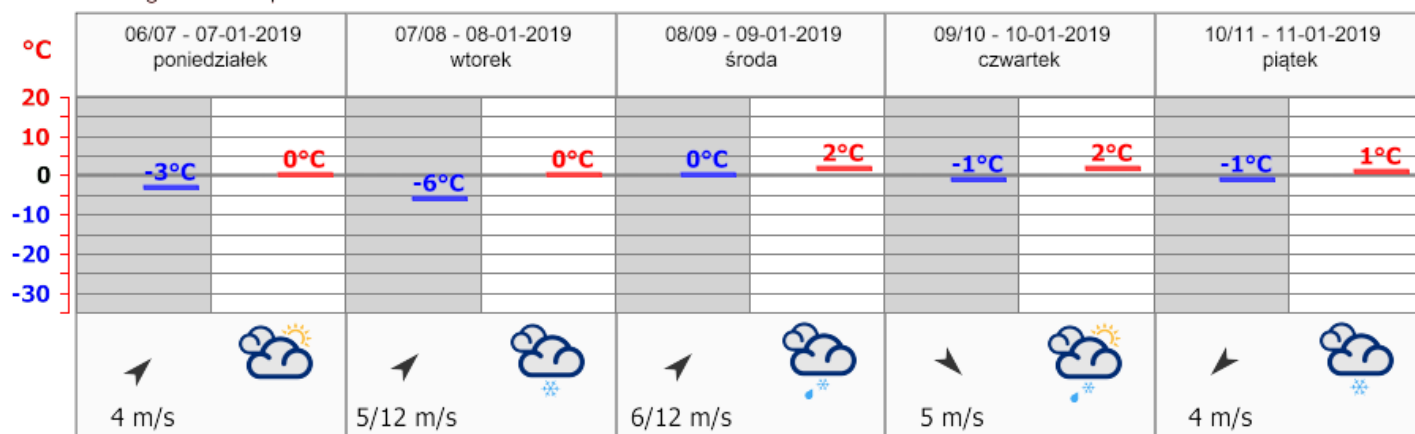 06/07 - 07-01-2019
poniedziałek
07/08 - 08-01-2019
wtorek
08/09 - 09-01-2019
środa
09/10 - 10-01-2019
czwartek
10/11 - 11-01-2019
piątek
°C
20
10
0
-10
-20
-30
-3°C
0°C
-6°C
0°C
0°C
2°C
-1°C
2°C
-1°C
1°C
4 m/s
5/12 m/s
6/12 m/s
5 m/s
4 m/s